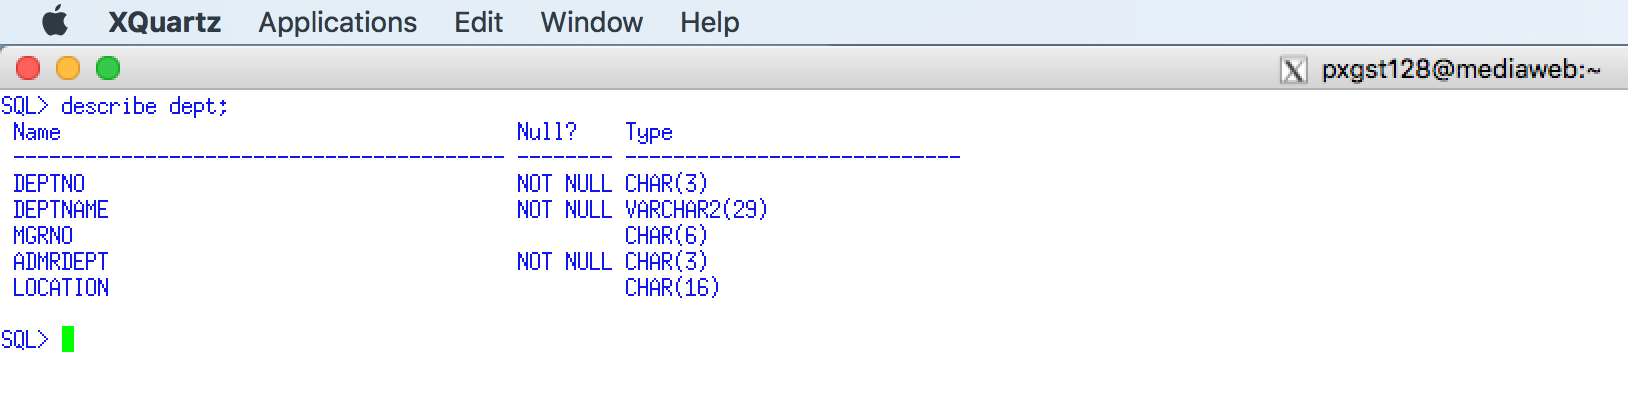 XQuartz Applications Edit Window Help
pxgst128@mediaweb:~
SQL> describe dept;
Name Null? Type
----------------------------------------- -------- ----------------------------
DEPTNO NOT NULL CHAR(3)
DEPTNAME NOT NULL VARCHAR2(29)
MGRNO CHAR(6)
ADMRDEPT NOT NULL CHAR(3)
LOCATION CHAR(16)
SQL>